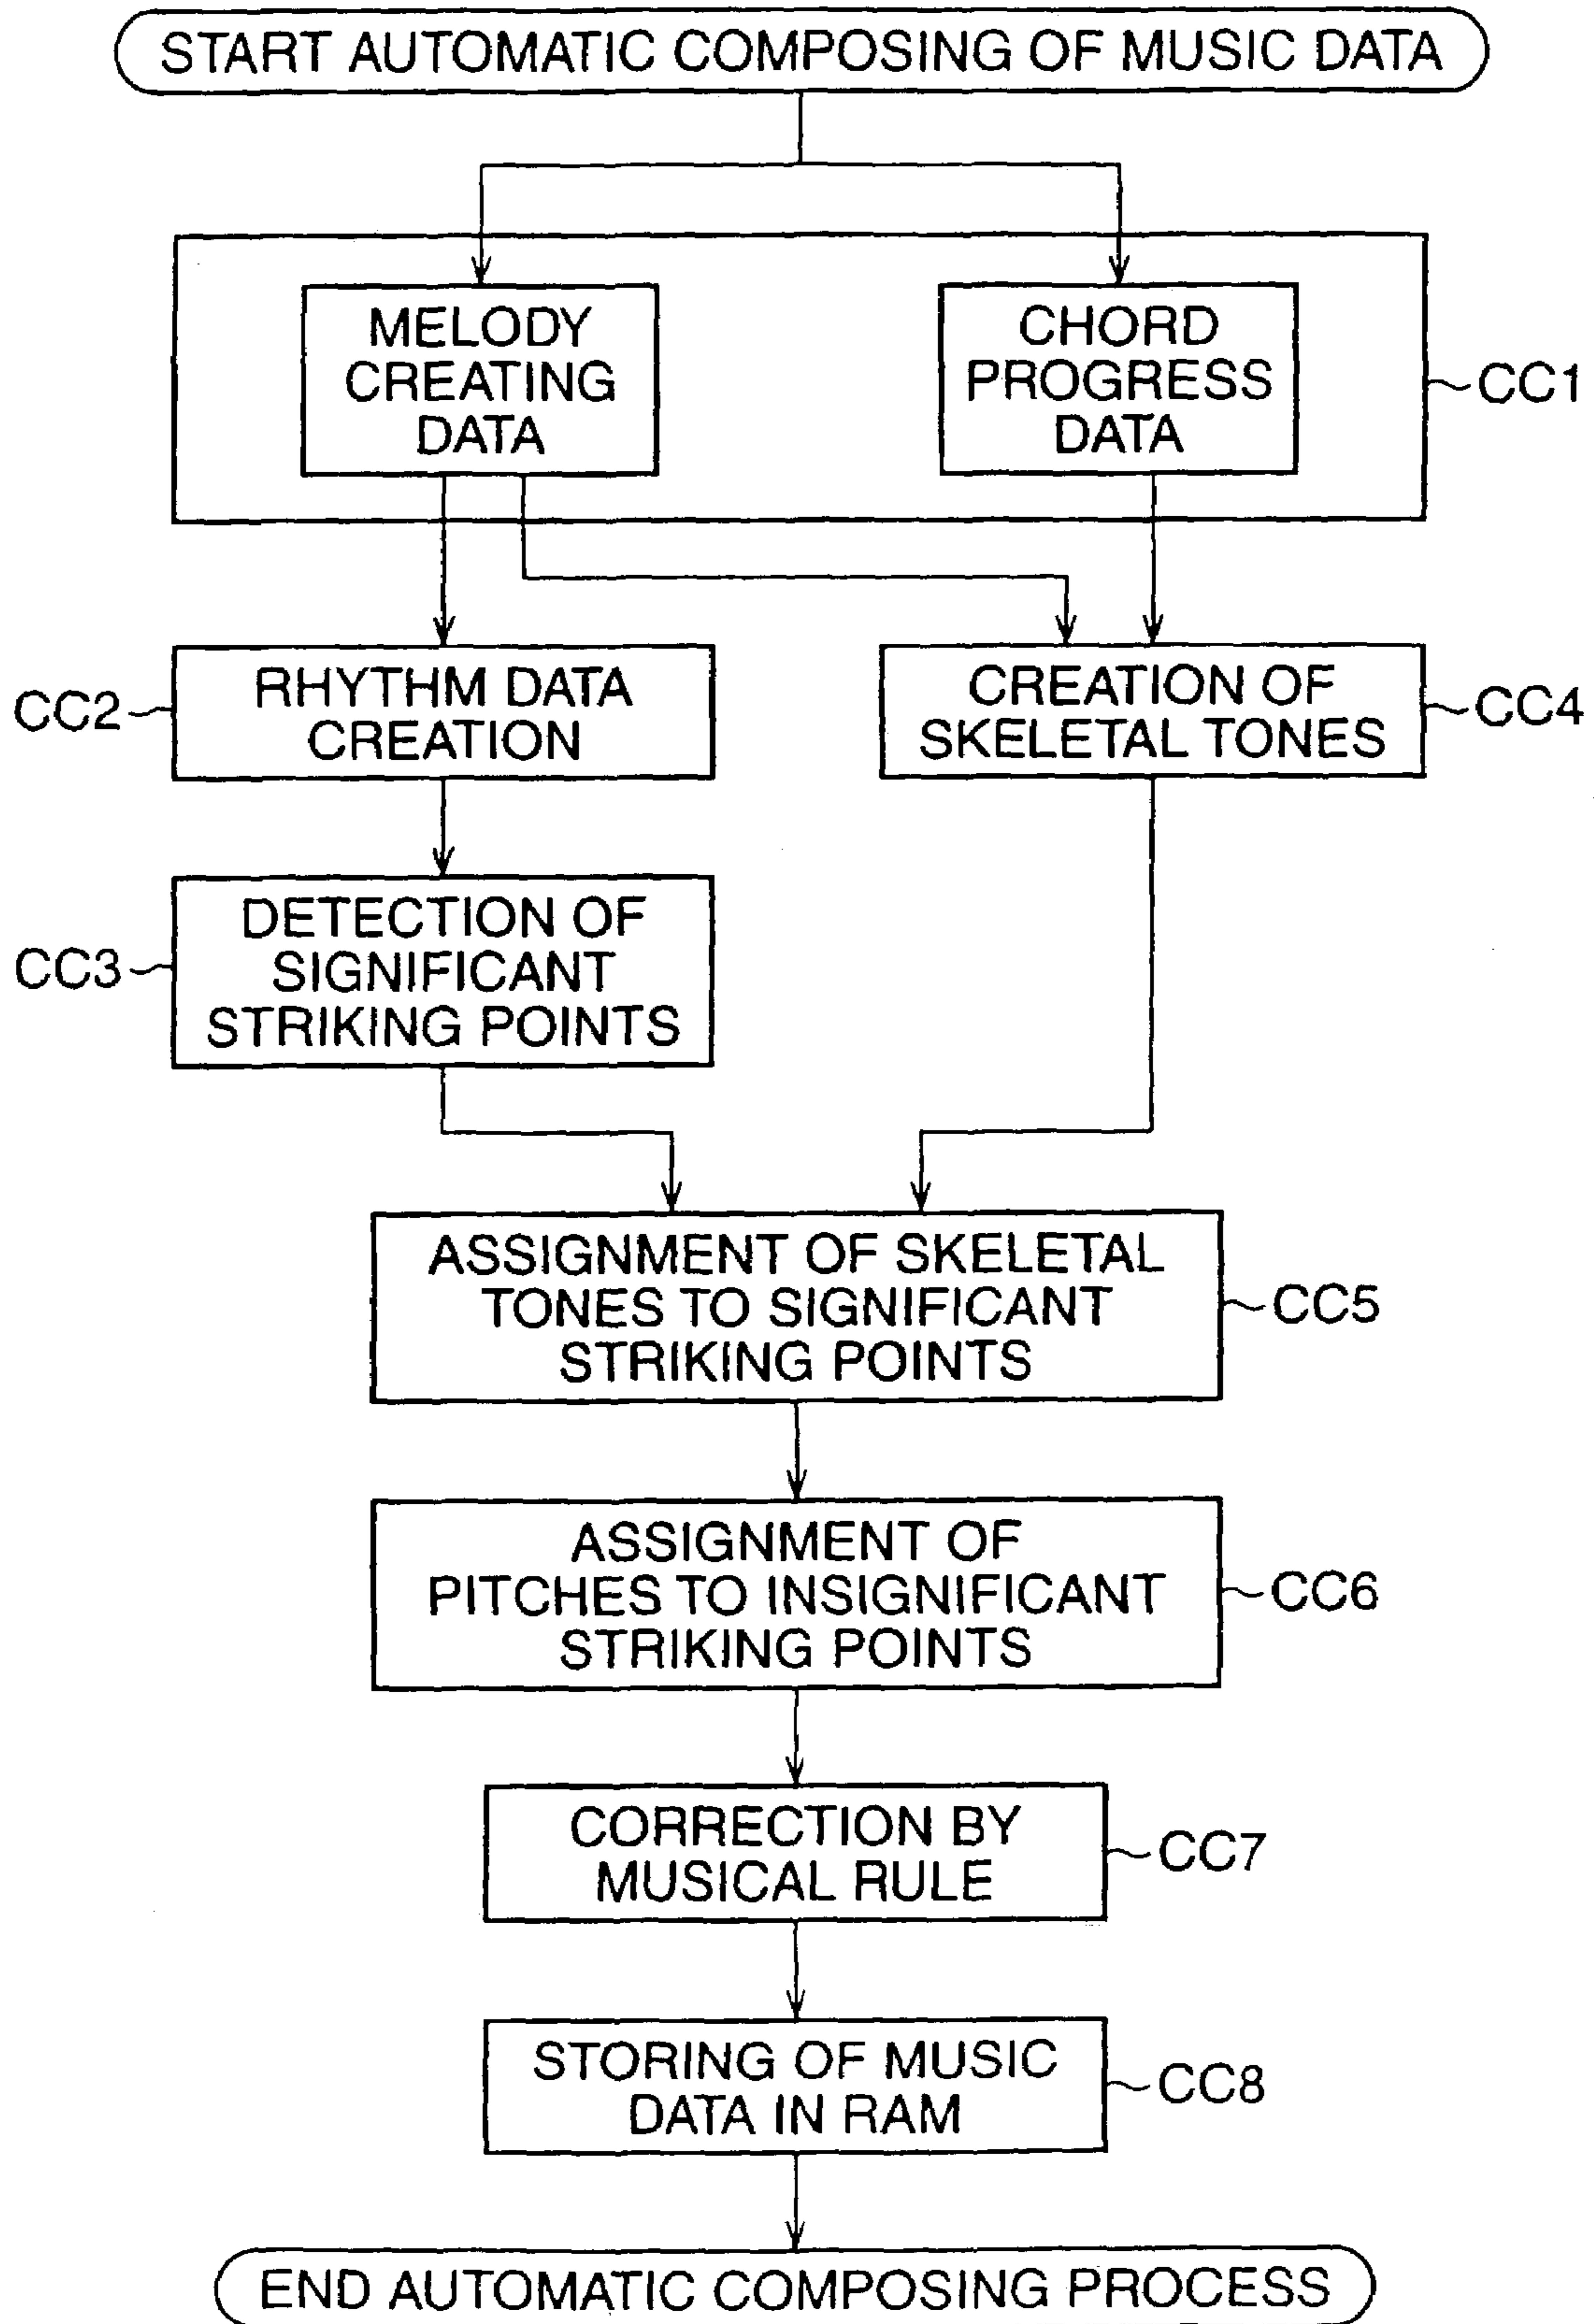 START AUTOMATIC COMPOSING OF MUSIC DATA
MELODY
CREATING
DATA
CHORD
PROGRESS
DATA
CC1
RHYTHM DATA
CREATION
CC2
CREATION OF
SKELETAL TONES
CC4
DETECTION OF
SIGNIFICANT
STRIKING POINTS
CC3
ASSIGNMENT OF SKELETAL
TONES TO SIGNIFICANT
STRIKING POINTS
CC5
ASSIGNMENT OF
PITCHES TO INSIGNIFICANT
STRIKING POINTS
CC6
CORRECTION BY
MUSICAL RULE
CC7
STORING OF MUSIC
DATA IN RAM
CC8
END AUTOMATIC COMPOSING PROCESS